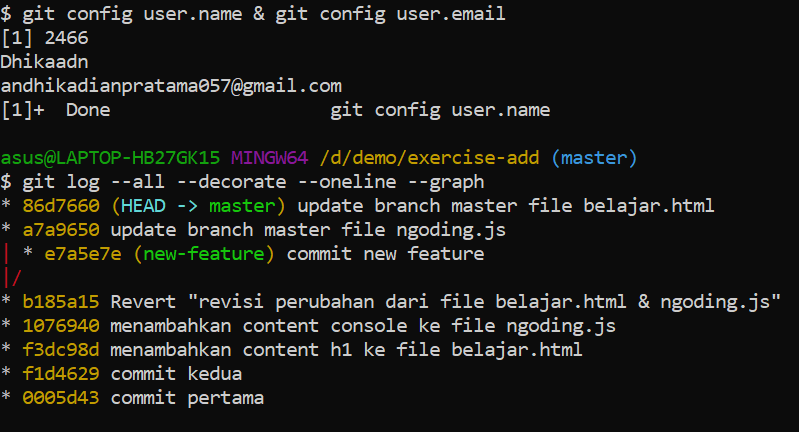 $ git config user.name & git config user.email
[1] 2466
Dhikaadn
andhikadianpratama057@gmail.com
[1]+  Done                    git config user.name
asus@LAPTOP-HB27GK15 MINGW64 /d/demo/exercise-add (master)
$ git log --all --decorate --oneline --graph
* 86d7660 (HEAD -> master) update branch master file belajar.html
* a7a9650 update branch master file ngoding.js
| * e7a5e7e (new-feature) commit new feature
|/
* b185a15 Revert "revisi perubahan dari file belajar.html & ngoding.js"
* 1076940 menambahkan content console ke file ngoding.js
* f3dc98d menambahkan content h1 ke file belajar.html
* f1d4629 commit kedua
* 0005d43 commit pertama